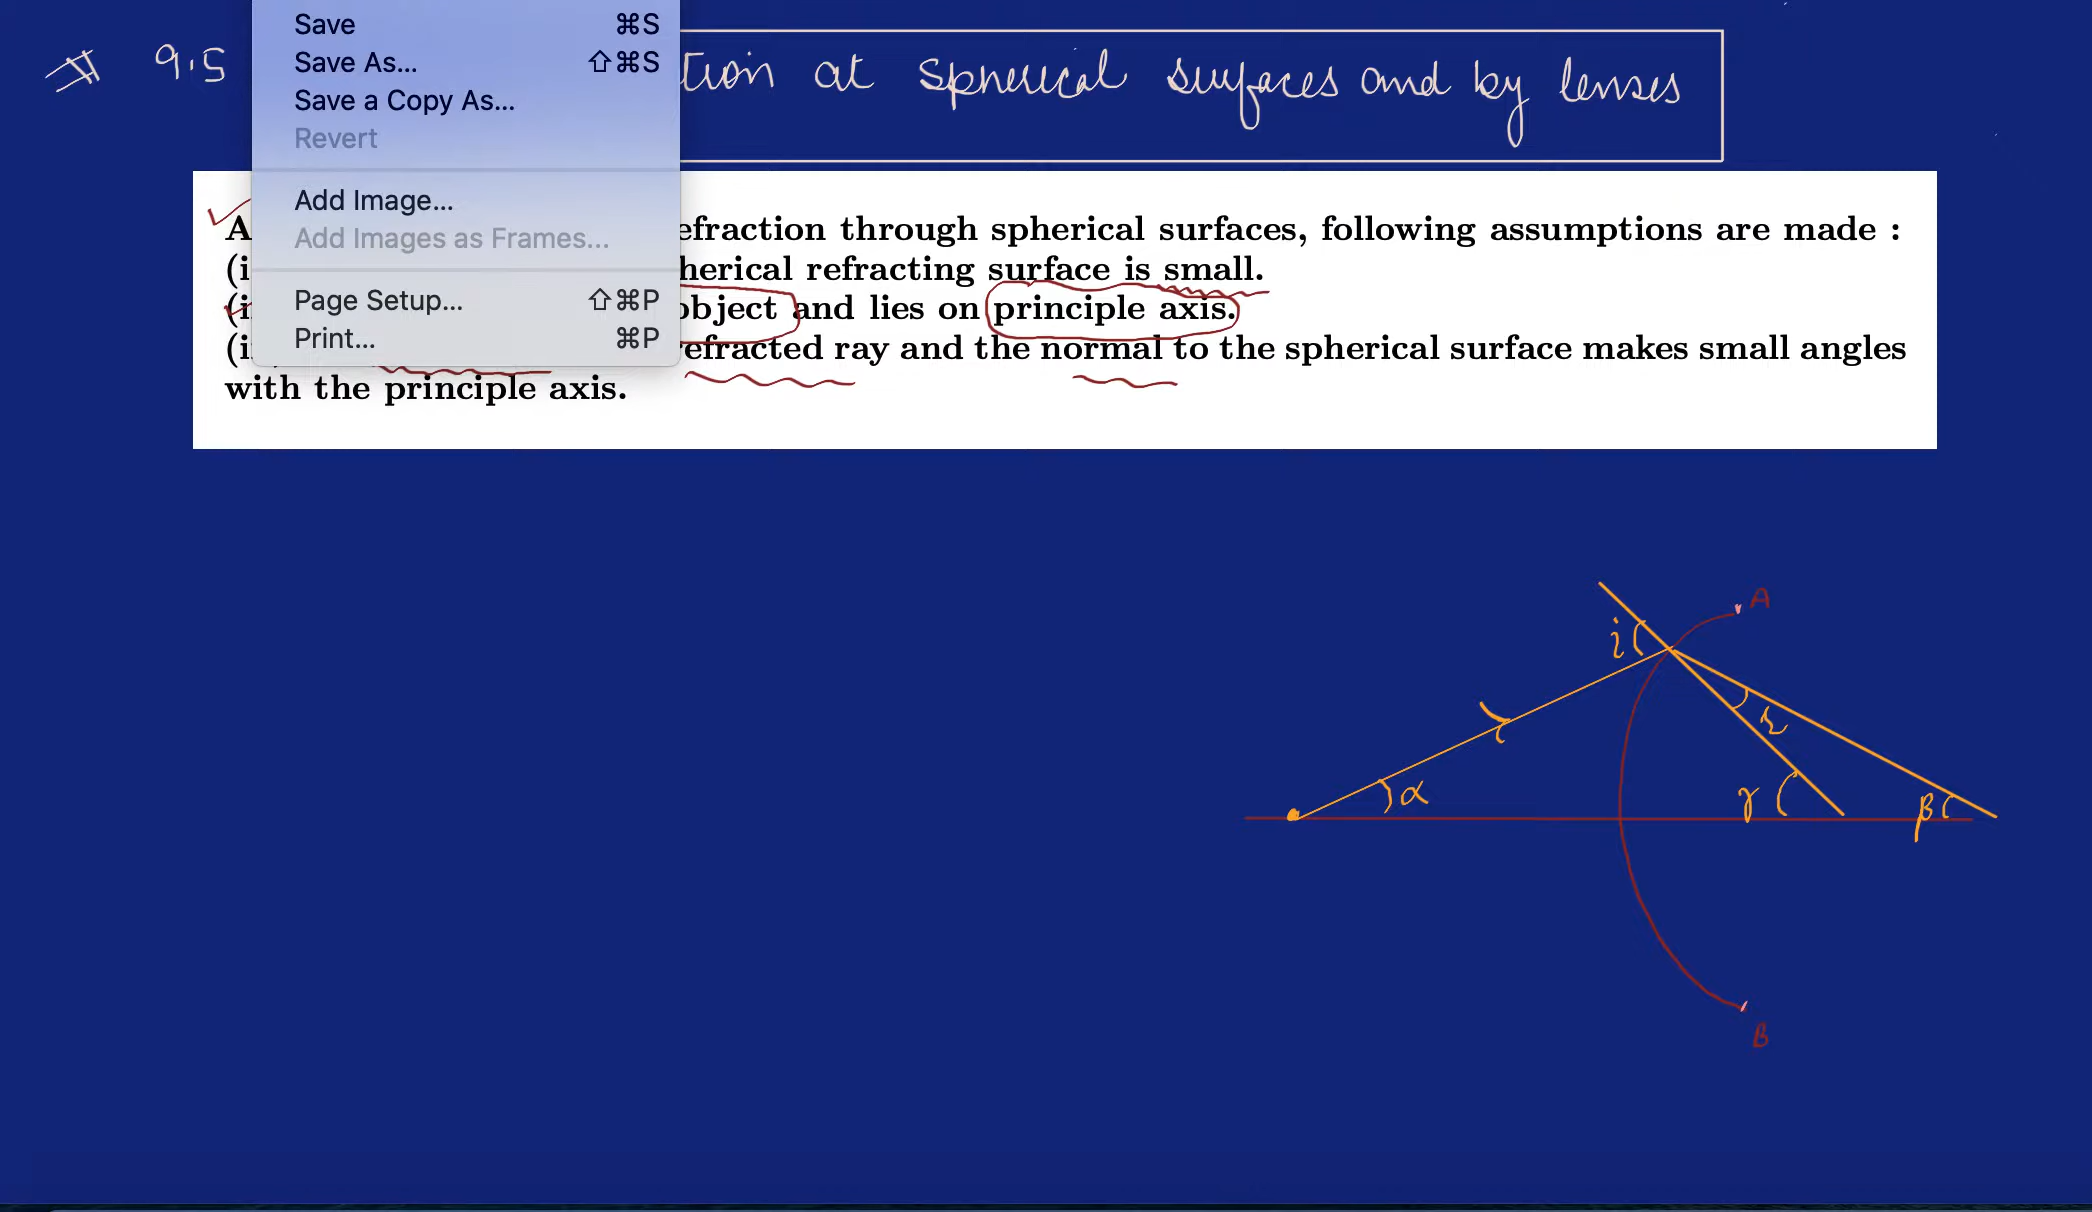 Save ⌘S
Save As... ⇧⌘S
Save a Copy As...
Revert
Add Image...
Add Images as Frames...
Page Setup... ⇧⌘P
Print... ⌘P
# 9.5 tion at spherical surfaces and by lenses
A efraction through spherical surfaces, following assumptions are made :
(i herical refracting surface is small.
(i object and lies on principle axis.
(i refracted ray and the normal to the spherical surface makes small angles
with the principle axis.
A
i
r
α
γ
β
B